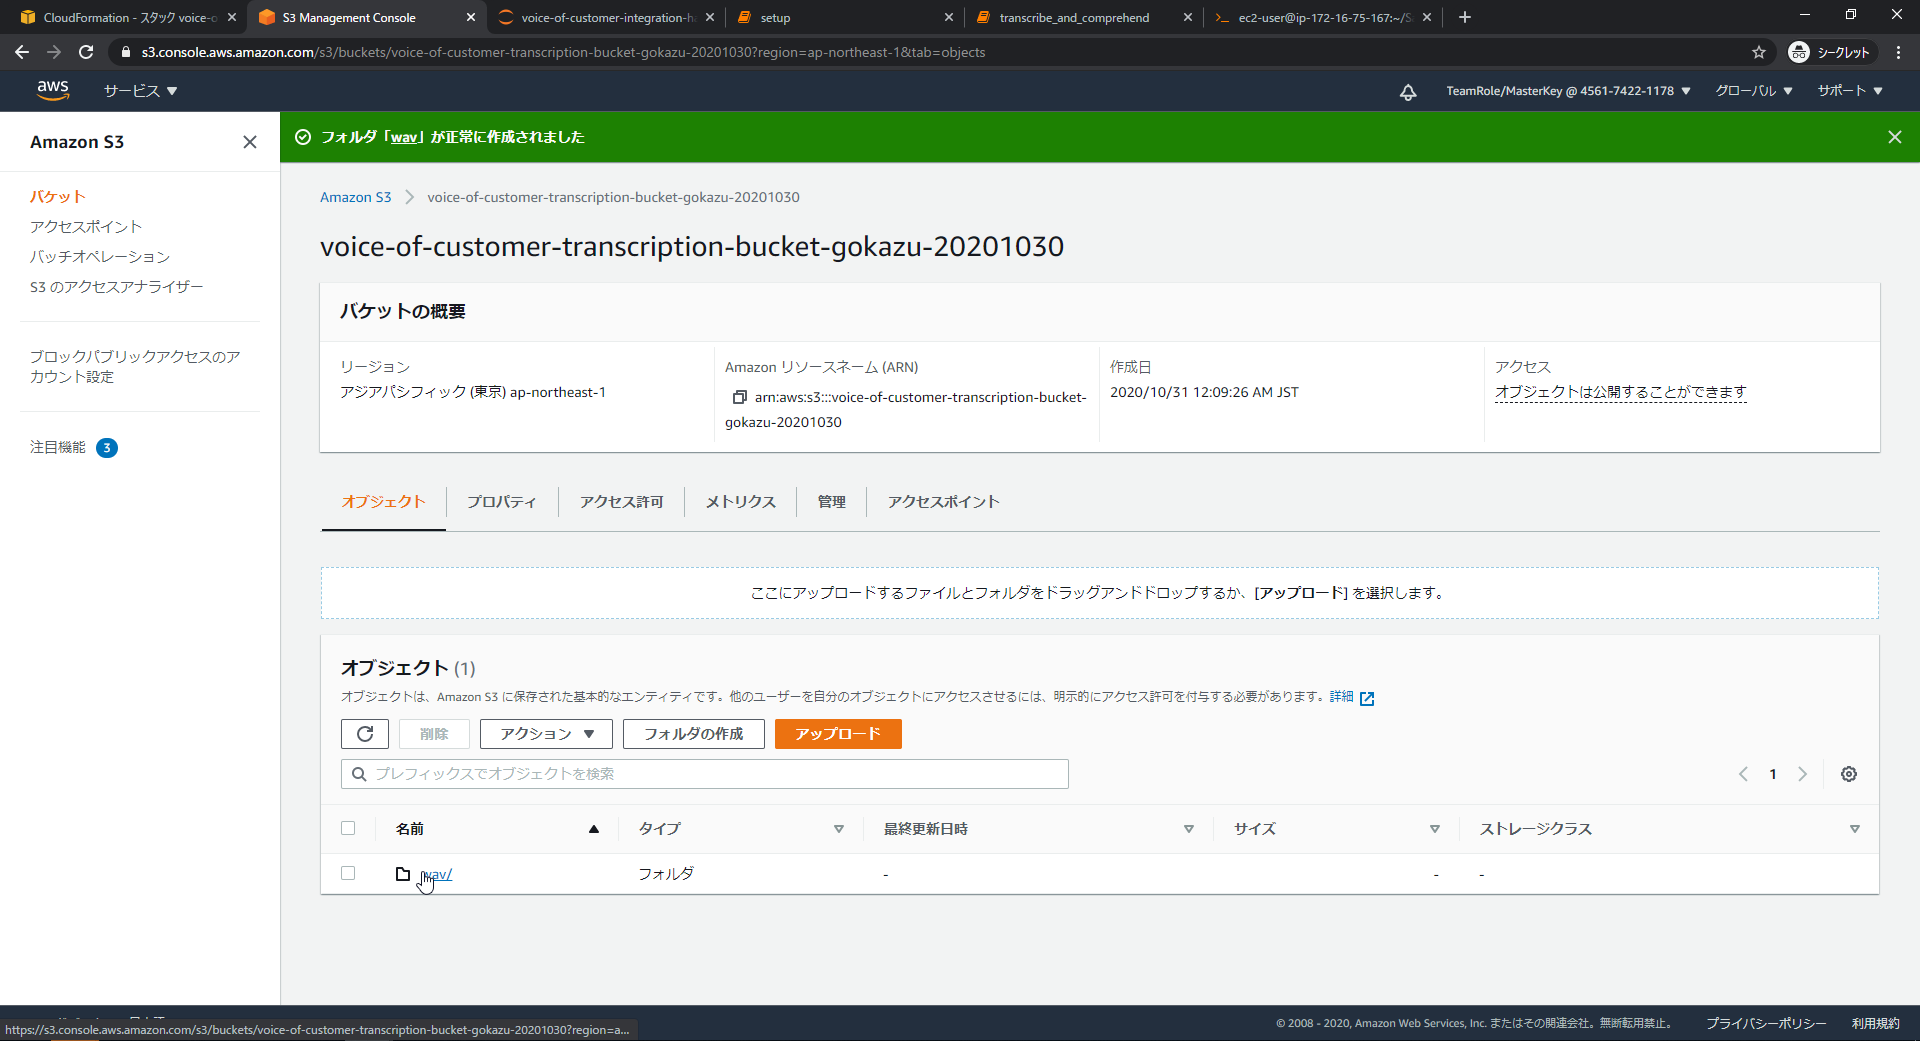 CloudFormation - スタック voice-o
S3 Management Console
voice-of-customer-integration-ha
setup
transcribe_and_comprehend
ec2-user@ip-172-16-75-167:~/Sa
s3.console.aws.amazon.com/s3/buckets/voice-of-customer-transcription-bucket-gokazu-20201030?region=ap-northeast-1&tab=objects
シークレット
aws
サービス
TeamRole/MasterKey @ 4561-7422-1178
グローバル
サポート
Amazon S3
フォルダ「wav」が正常に作成されました
バケット
アクセスポイント
バッチオペレーション
S3 のアクセスアナライザー
ブロックパブリックアクセスのア
カウント設定
注目機能 3
Amazon S3
voice-of-customer-transcription-bucket-gokazu-20201030
voice-of-customer-transcription-bucket-gokazu-20201030
バケットの概要
リージョン
アジアパシフィック (東京) ap-northeast-1
Amazon リソースネーム (ARN)
arn:aws:s3:::voice-of-customer-transcription-bucket-
gokazu-20201030
作成日
2020/10/31 12:09:26 AM JST
アクセス
オブジェクトは公開することができます
オブジェクト
プロパティ
アクセス許可
メトリクス
管理
アクセスポイント
ここにアップロードするファイルとフォルダをドラッグアンドドロップするか、[アップロード] を選択します。
オブジェクト (1)
オブジェクトは、Amazon S3 に保存された基本的なエンティティです。他のユーザーを自分のオブジェクトにアクセスさせるには、明示的にアクセス許可を付与する必要があります。詳細
削除
アクション
フォルダの作成
アップロード
プレフィックスでオブジェクトを検索
1
名前
タイプ
最終更新日時
サイズ
ストレージクラス
wav/
フォルダ
-
-
-
https://s3.console.aws.amazon.com/s3/buckets/voice-of-customer-transcription-bucket-gokazu-20201030?region=a...
© 2008 - 2020, Amazon Web Services, Inc. またはその関連会社。無断転用禁止。
プライバシーポリシー
利用規約